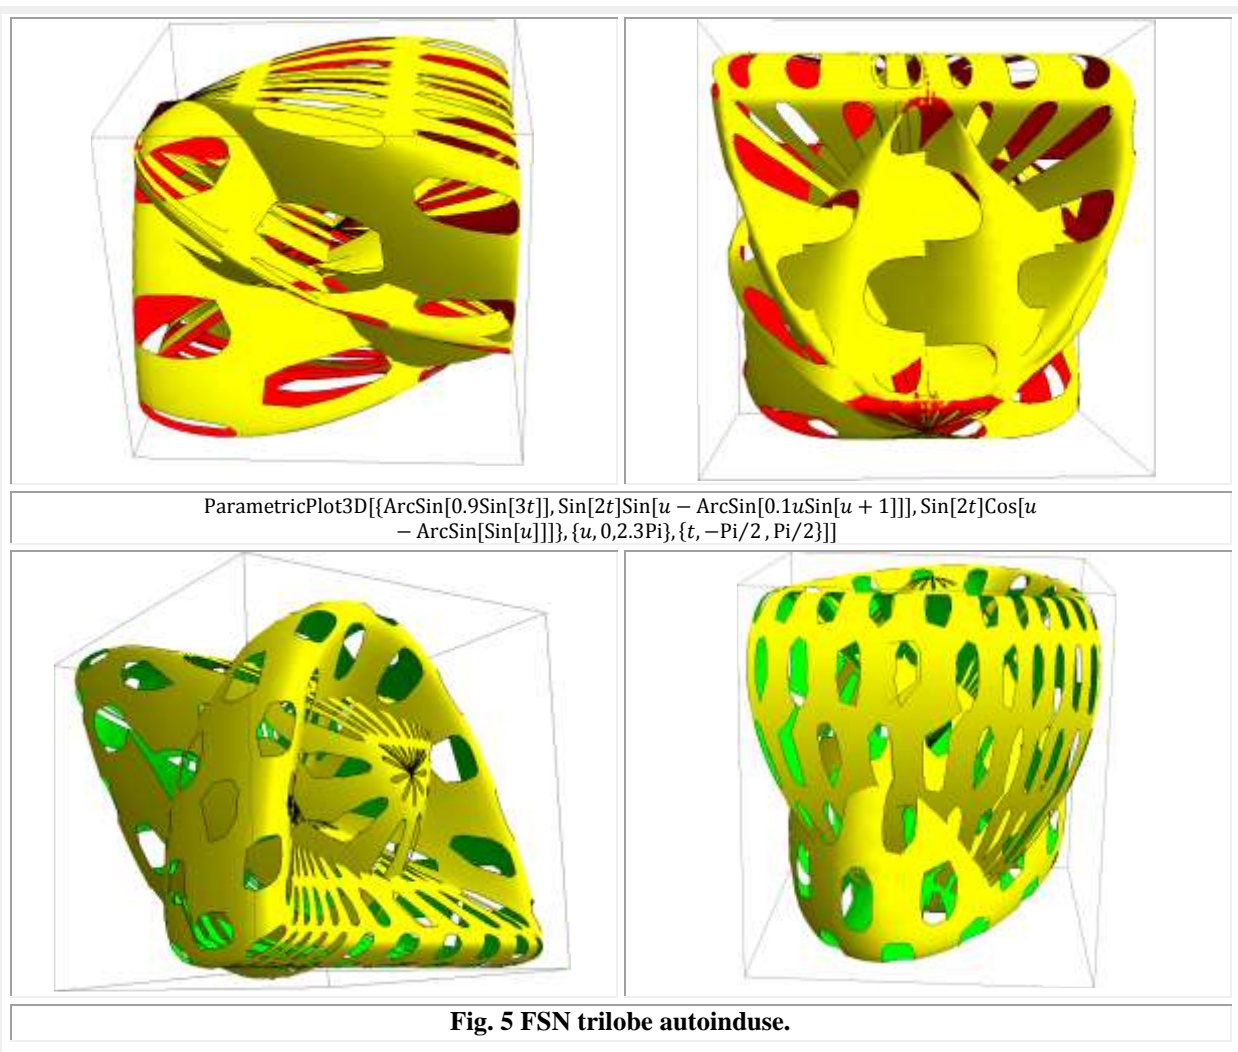 ParametricPlot3D[{ArcSin[0.9Sin[3t]], Sin[2t]Sin[u − ArcSin[0.1uSin[u + 1]]], Sin[2t]Cos[u
− ArcSin[Sin[u]]]}, {u, 0,2.3Pi}, {t, −Pi/2 , Pi/2}]]
Fig. 5 FSN trilobe autoinduse.